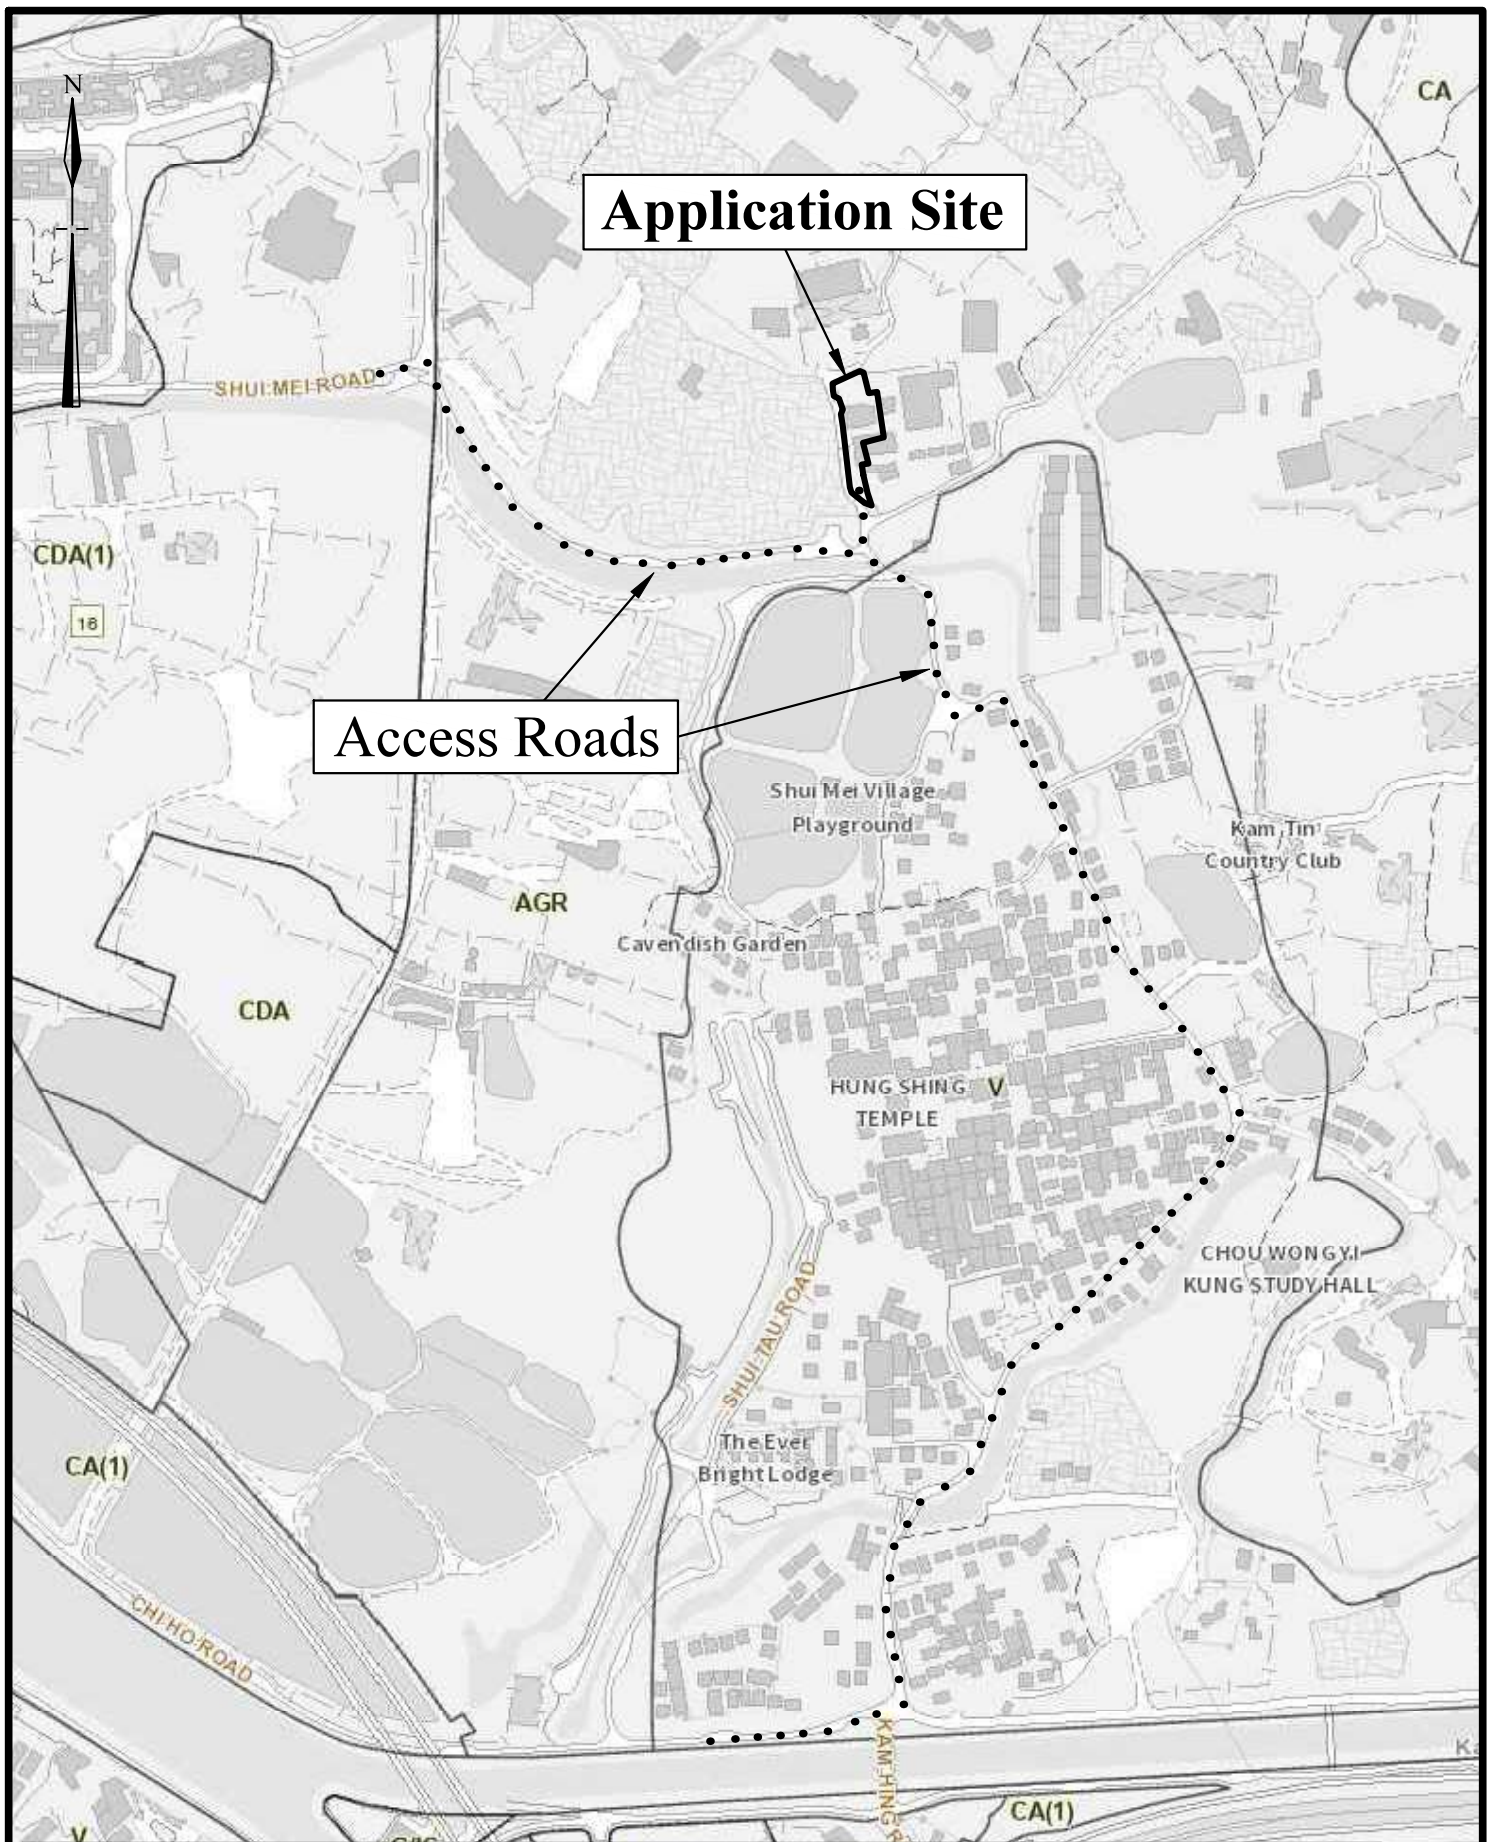 N
CA
Application Site
SHUI MEI ROAD
CDA(1)
16
Access Roads
Shui Mei Village
Playground
Kam Tin
Country Club
AGR
Cavendish Garden
CDA
HUNG SHING
TEMPLE
V
CHOU WONG YI
KUNG STUDY HALL
SHUI TAU ROAD
The Ever
Bright Lodge
CA(1)
CHI HO ROAD
KAM HING R
Ka
CA(1)
V